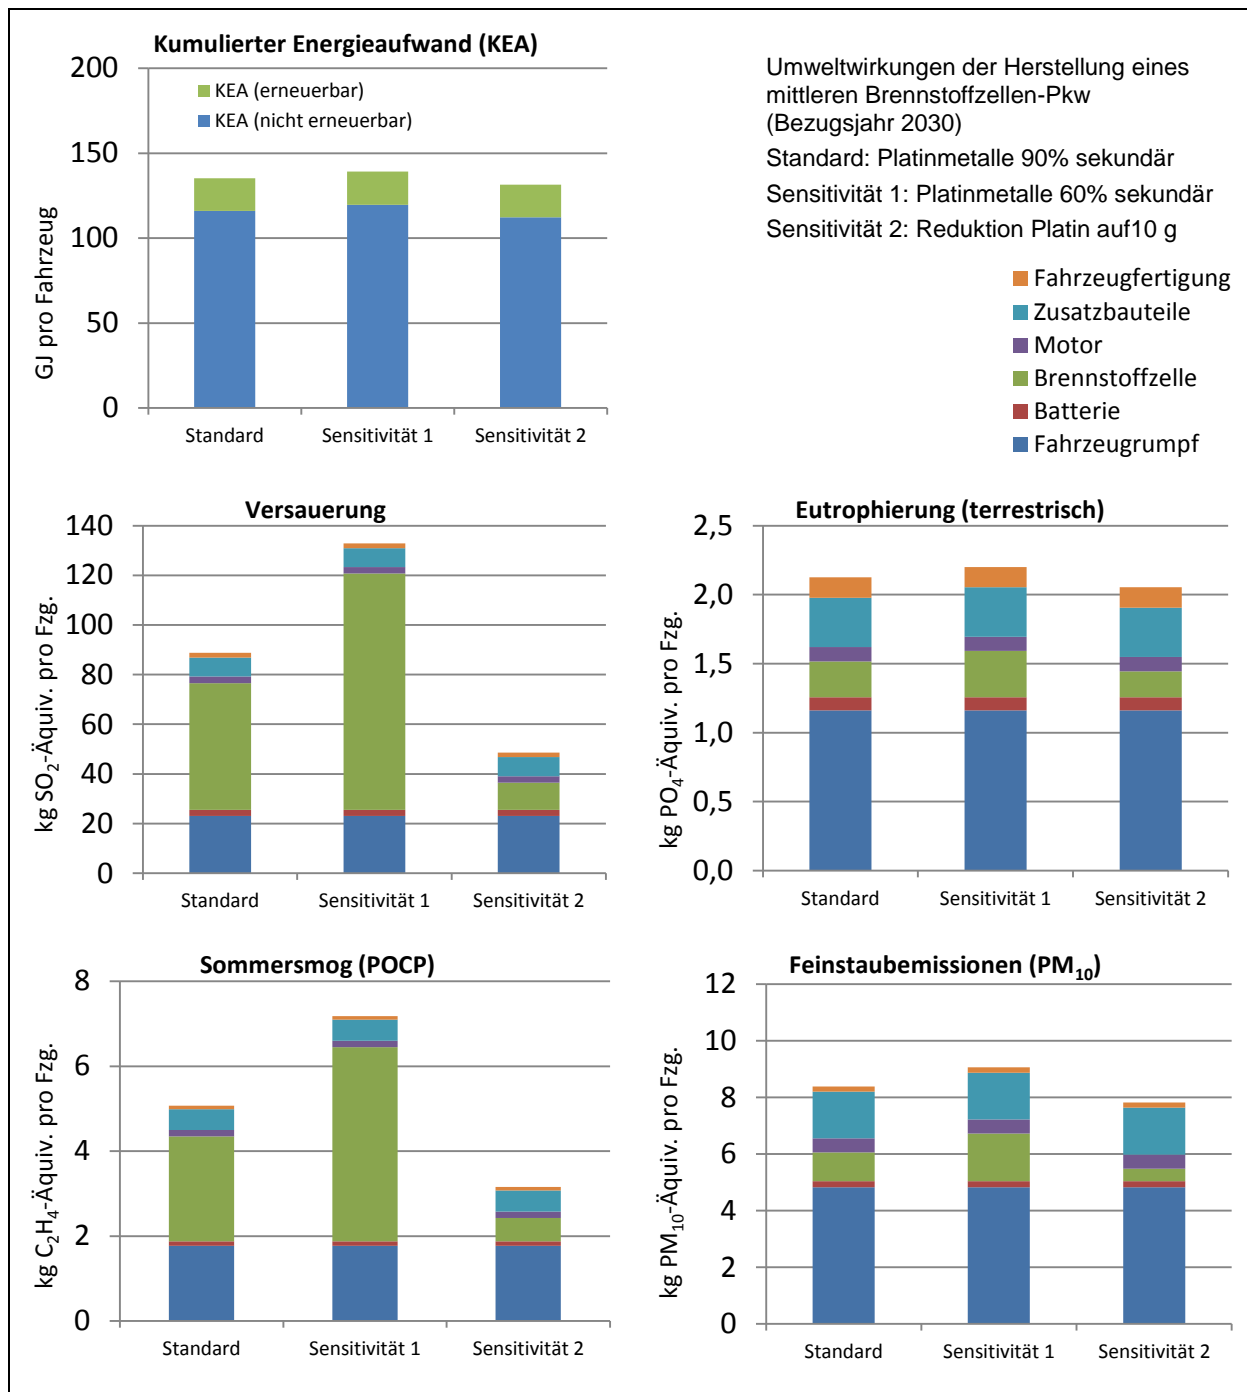 Kumulierter Energieaufwand (KEA)
200
150
100
50
0
GJ pro Fahrzeug
KEA (erneuerbar)
KEA (nicht erneuerbar)
Standard
Sensitivität 1
Sensitivität 2
Umweltwirkungen der Herstellung eines
mittleren Brennstoffzellen-Pkw
(Bezugsjahr 2030)
Standard: Platinmetalle 90% sekundär
Sensitivität 1: Platinmetalle 60% sekundär
Sensitivität 2: Reduktion Platin auf10 g
Fahrzeugfertigung
Zusatzbauteile
Motor
Brennstoffzelle
Batterie
Fahrzeugrumpf
Versauerung
140
120
100
80
60
40
20
0
kg SO₂-Äquiv. pro Fzg.
Standard
Sensitivität 1
Sensitivität 2
Eutrophierung (terrestrisch)
2,5
2,0
1,5
1,0
0,5
0,0
kg PO₄-Äquiv. pro Fzg.
Standard
Sensitivität 1
Sensitivität 2
Sommersmog (POCP)
8
6
4
2
0
kg C₂H₄-Äquiv. pro Fzg.
Standard
Sensitivität 1
Sensitivität 2
Feinstaubemissionen (PM₁₀)
12
10
8
6
4
2
0
kg PM₁₀-Äquiv. pro Fzg.
Standard
Sensitivität 1
Sensitivität 2